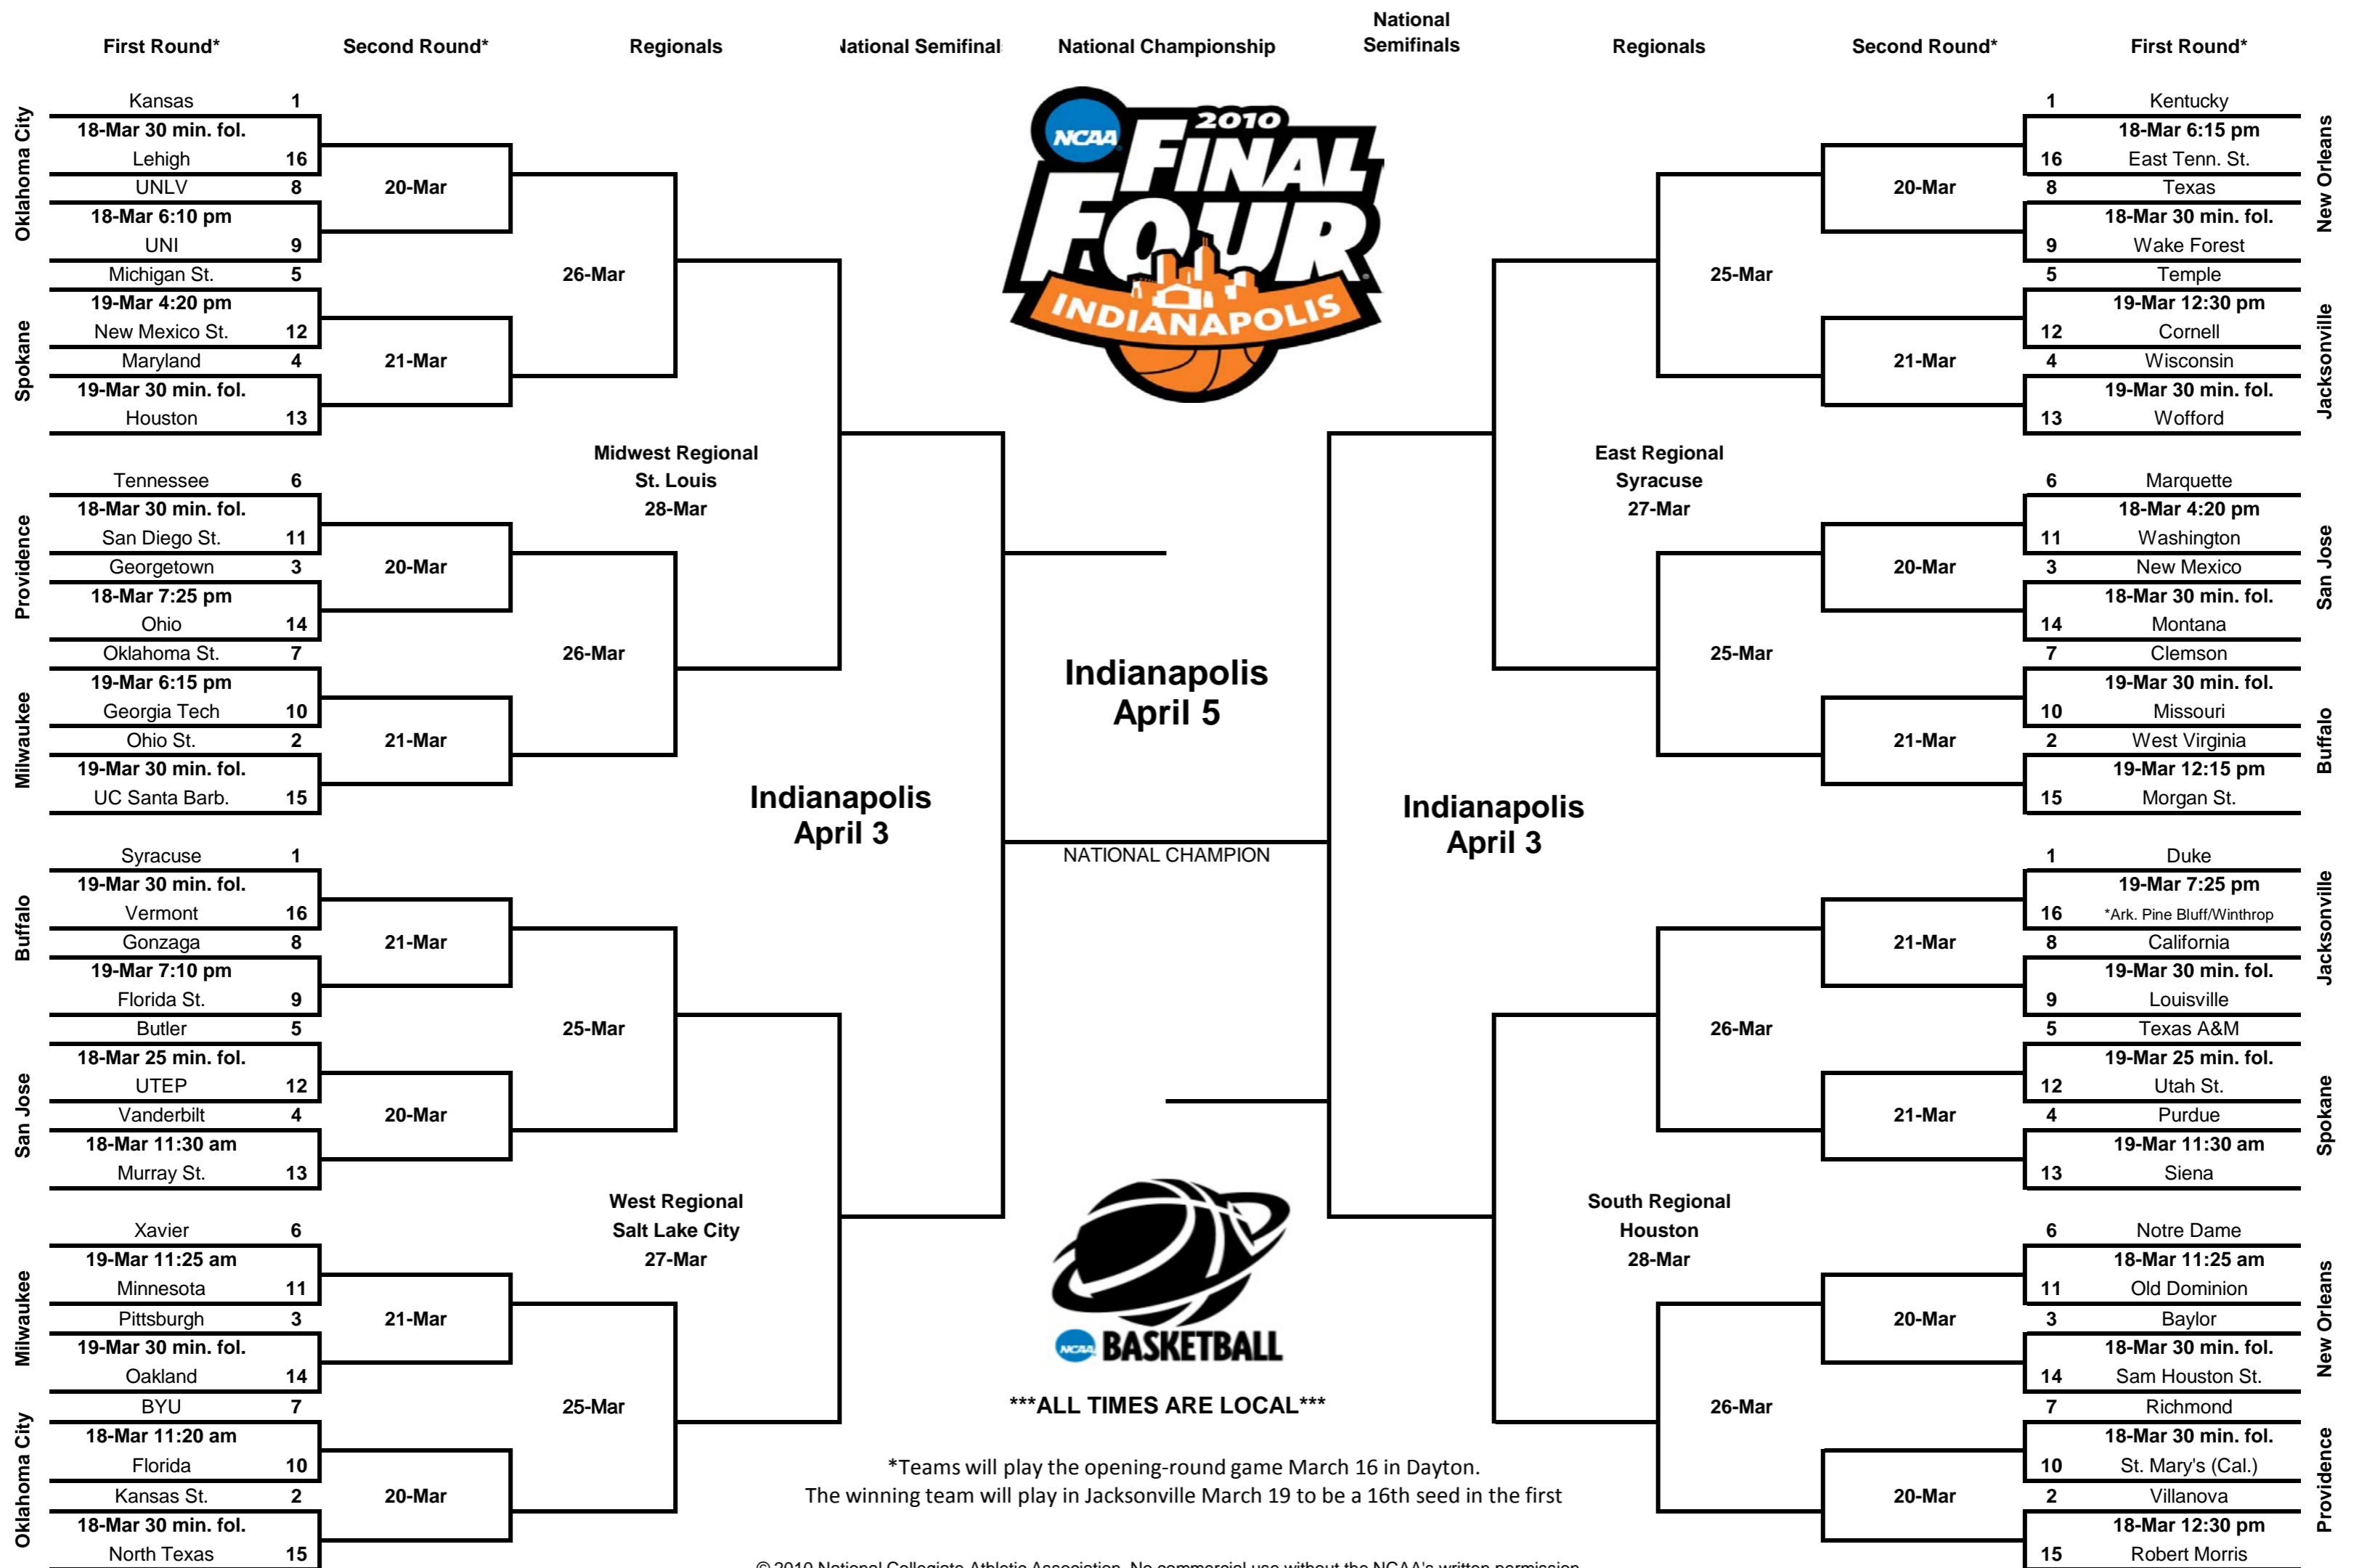 First Round*
Second Round*
Regionals
National Championship
National
Semifinals
Regionals
Second Round*
First Round*
Oklahoma City
Kansas 1
18-Mar 30 min. fol.
Lehigh 16
UNLV 8
18-Mar 6:10 pm
UNI 9
20-Mar
Spokane
Michigan St. 5
19-Mar 4:20 pm
New Mexico St. 12
Maryland 4
19-Mar 30 min. fol.
Houston 13
21-Mar
26-Mar
Midwest Regional
St. Louis
28-Mar
Providence
Tennessee 6
18-Mar 30 min. fol.
San Diego St. 11
Georgetown 3
18-Mar 7:25 pm
Ohio 14
20-Mar
Milwaukee
Oklahoma St. 7
19-Mar 6:15 pm
Georgia Tech 10
Ohio St. 2
19-Mar 30 min. fol.
UC Santa Barb. 15
21-Mar
26-Mar
Indianapolis
April 3
Buffalo
Syracuse 1
19-Mar 30 min. fol.
Vermont 16
Gonzaga 8
19-Mar 7:10 pm
Florida St. 9
21-Mar
San Jose
Butler 5
18-Mar 25 min. fol.
UTEP 12
Vanderbilt 4
18-Mar 11:30 am
Murray St. 13
20-Mar
25-Mar
West Regional
Salt Lake City
27-Mar
Milwaukee
Xavier 6
19-Mar 11:25 am
Minnesota 11
Pittsburgh 3
19-Mar 30 min. fol.
Oakland 14
21-Mar
Oklahoma City
BYU 7
18-Mar 11:20 am
Florida 10
Kansas St. 2
18-Mar 30 min. fol.
North Texas 15
20-Mar
25-Mar
NCAA
2010
FINAL
FOUR
INDIANAPOLIS
Indianapolis
April 5
NATIONAL CHAMPION
NCAA BASKETBALL
***ALL TIMES ARE LOCAL***
*Teams will play the opening-round game March 16 in Dayton.
The winning team will play in Jacksonville March 19 to be a 16th seed in the first
© 2010 National Collegiate Athletic Association. No commercial use without the NCAA's written permission.
New Orleans
1 Kentucky
18-Mar 6:15 pm
16 East Tenn. St.
8 Texas
18-Mar 30 min. fol.
9 Wake Forest
20-Mar
Jacksonville
5 Temple
19-Mar 12:30 pm
12 Cornell
4 Wisconsin
19-Mar 30 min. fol.
13 Wofford
21-Mar
25-Mar
East Regional
Syracuse
27-Mar
San Jose
6 Marquette
18-Mar 4:20 pm
11 Washington
3 New Mexico
18-Mar 30 min. fol.
14 Montana
20-Mar
Buffalo
7 Clemson
19-Mar 30 min. fol.
10 Missouri
2 West Virginia
19-Mar 12:15 pm
15 Morgan St.
21-Mar
25-Mar
Indianapolis
April 3
Jacksonville
1 Duke
19-Mar 7:25 pm
16 *Ark. Pine Bluff/Winthrop
8 California
19-Mar 30 min. fol.
9 Louisville
21-Mar
Spokane
5 Texas A&M
19-Mar 25 min. fol.
12 Utah St.
4 Purdue
19-Mar 11:30 am
13 Siena
21-Mar
26-Mar
South Regional
Houston
28-Mar
New Orleans
6 Notre Dame
18-Mar 11:25 am
11 Old Dominion
3 Baylor
18-Mar 30 min. fol.
14 Sam Houston St.
20-Mar
Providence
7 Richmond
18-Mar 30 min. fol.
10 St. Mary's (Cal.)
2 Villanova
18-Mar 12:30 pm
15 Robert Morris
20-Mar
26-Mar